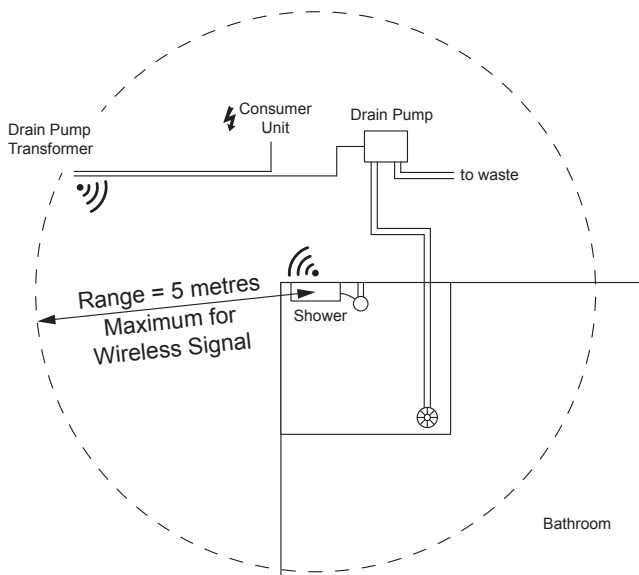 Consumer
Unit
Drain Pump
Drain Pump
Transformer
to waste
Range = 5 metres
Maximum for
Wireless Signal
Shower
Bathroom